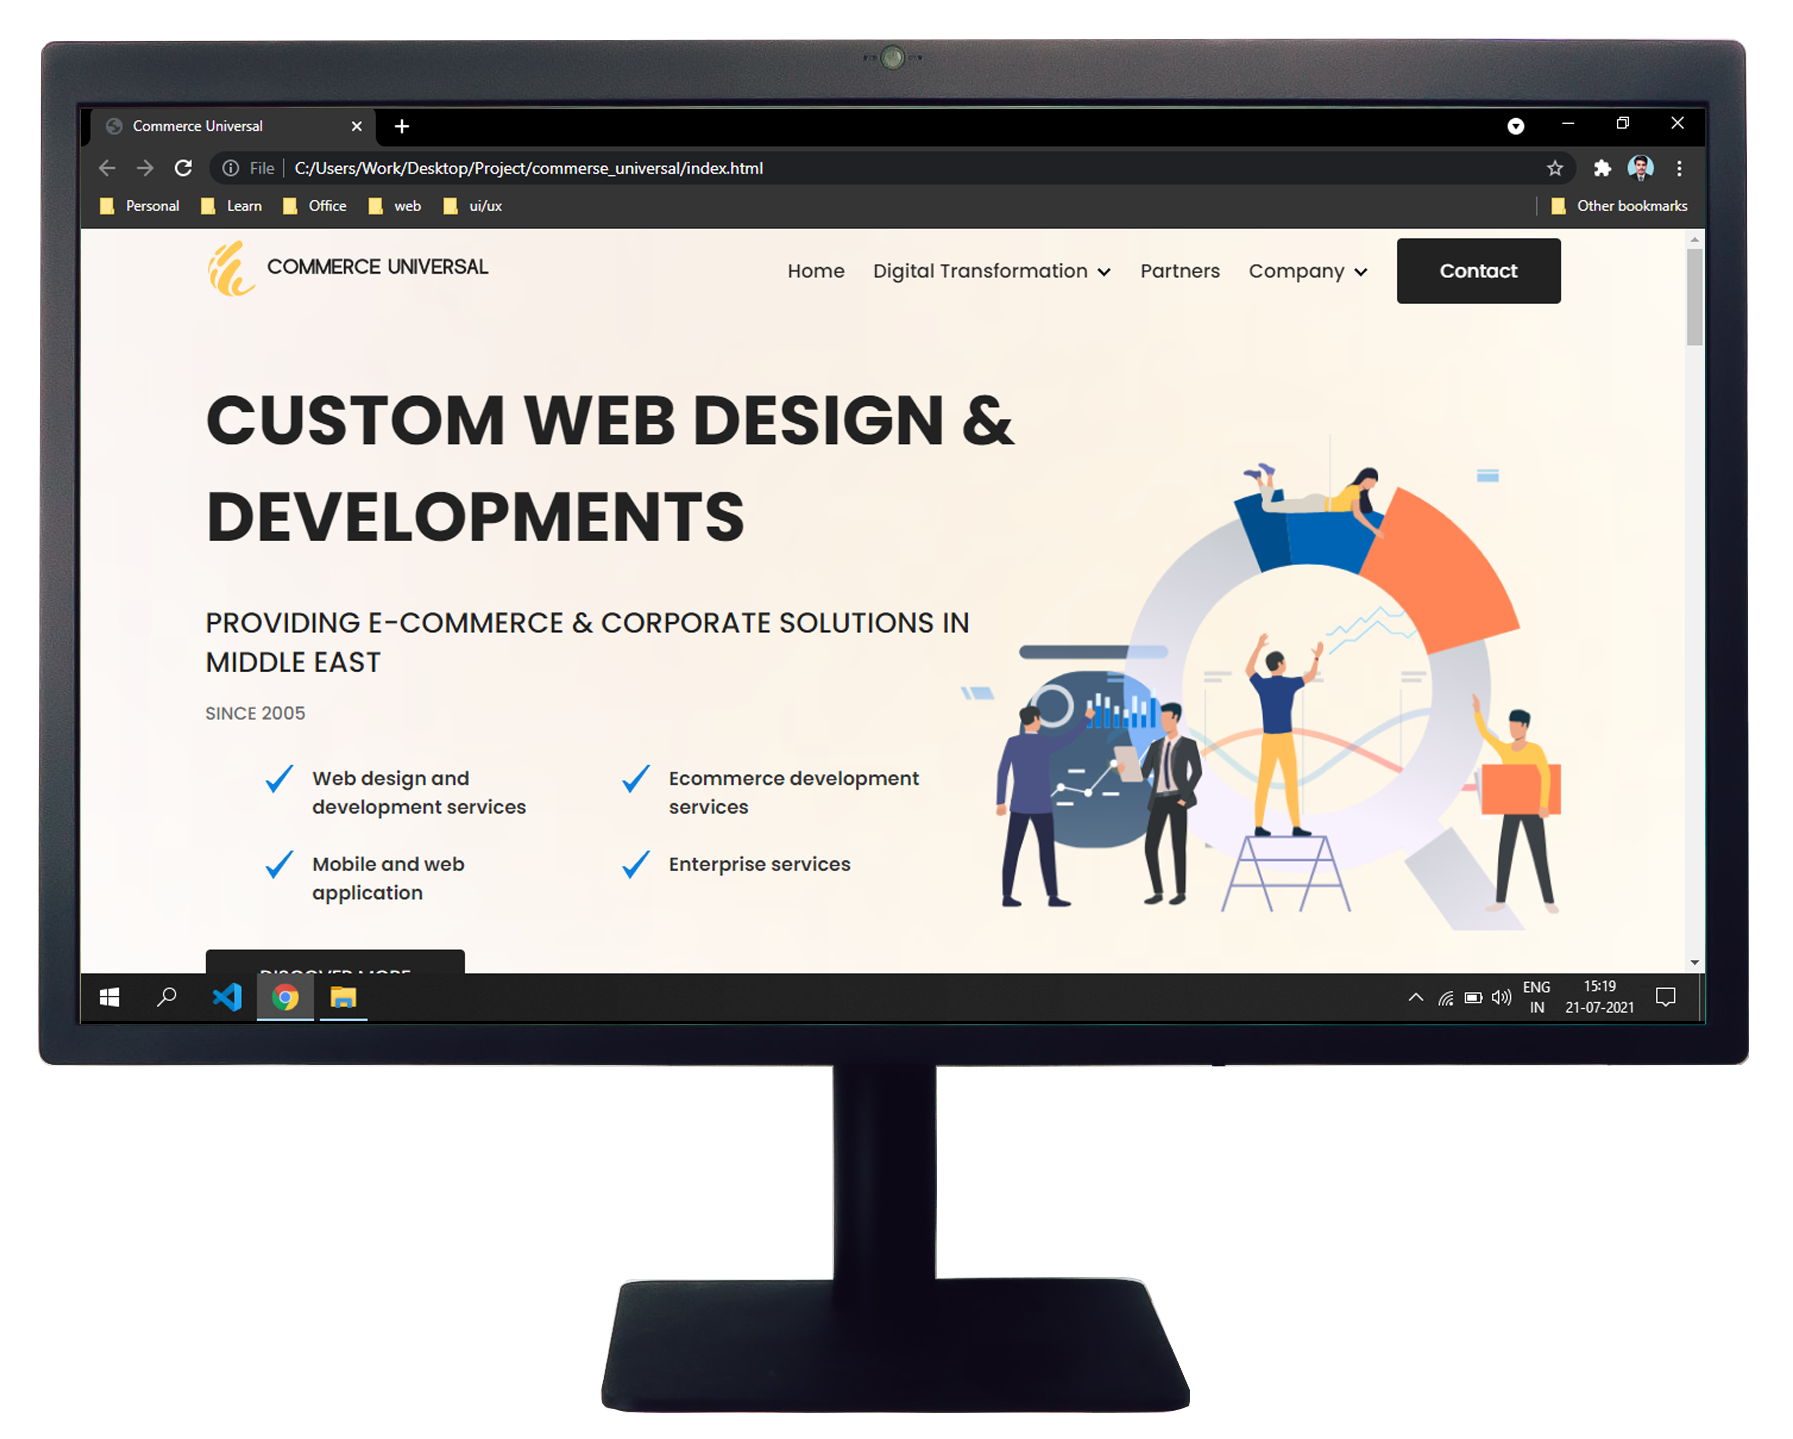 Commerce Universal
File C:/Users/Work/Desktop/Project/commerse_universal/index.html
Personal Learn Office web ui/ux Other bookmarks
COMMERCE UNIVERSAL
Home Digital Transformation Partners Company Contact
CUSTOM WEB DESIGN &
DEVELOPMENTS
PROVIDING E-COMMERCE & CORPORATE SOLUTIONS IN
MIDDLE EAST
SINCE 2005
Web design and
development services
Ecommerce development
services
Mobile and web
application
Enterprise services
DISCOVER MORE
ENG
IN
15:19
21-07-2021